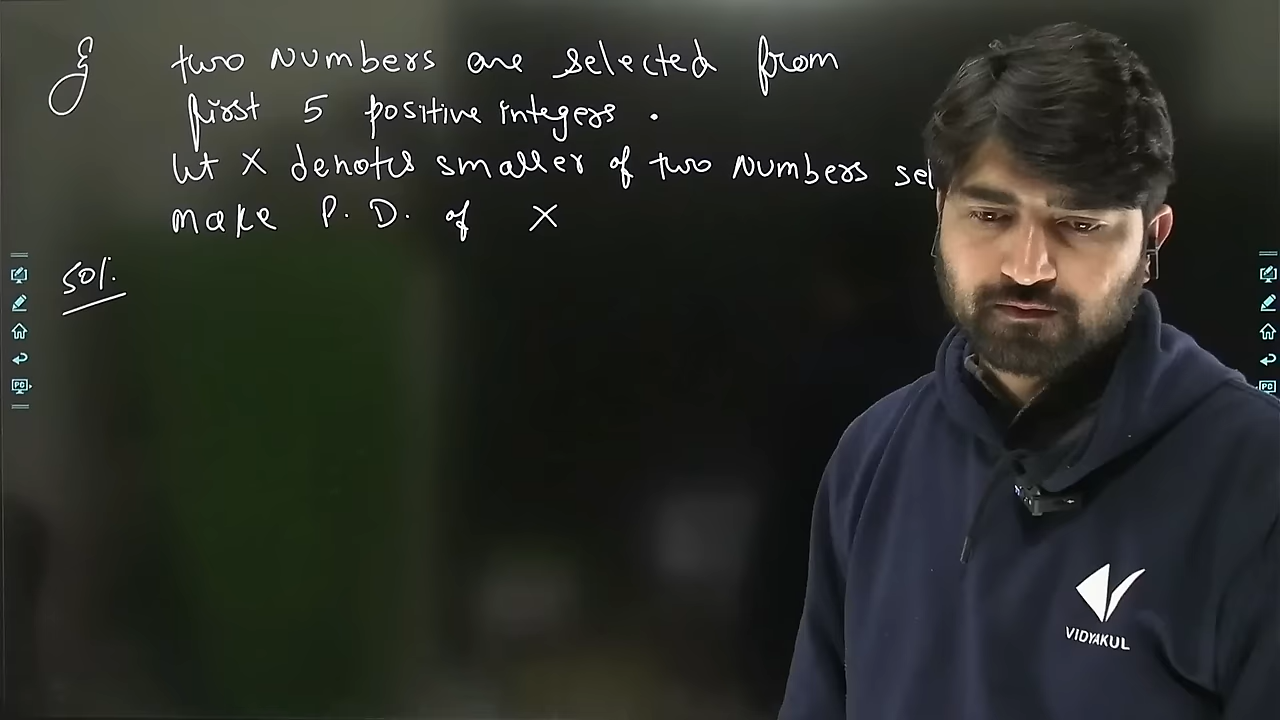 two numbers are selected from
first 5 positive integers .
let X denotes smaller of two numbers
make P. D. of X
Sol.
VIDYAKUL